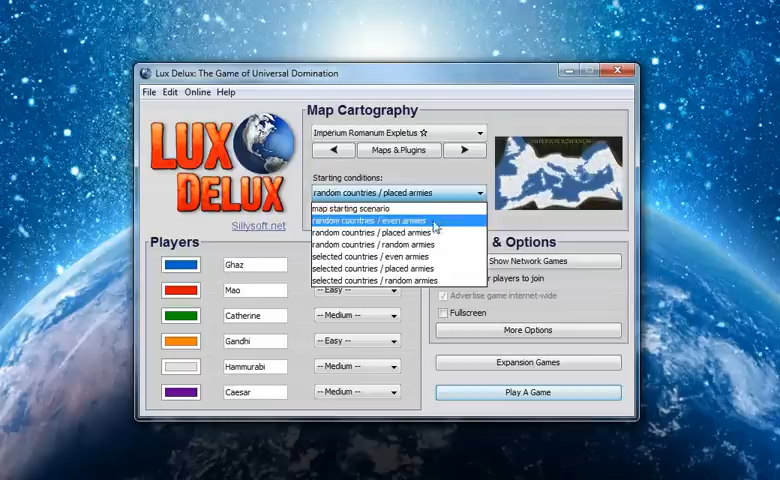 Lux Delux: The Game of Universal Domination
File Edit Online Help
Map Cartography
LUX
DELUX
Imperium Romanum Expletus ☆
Maps & Plugins
Starting conditions:
random countries / placed armies
map starting scenario
random countries / even armies
random countries / placed armies
random countries / random armies
selected countries / even armies
selected countries / placed armies
selected countries / random armies
Sillysoft.net
Players
& Options
Ghaz
Show Network Games
r players to join
Mao
-- Easy --
Advertise game internet-wide
Catherine
-- Medium --
Fullscreen
More Options
Gandhi
-- Easy --
Hammurabi
-- Medium --
Expansion Games
Caesar
-- Medium --
Play A Game